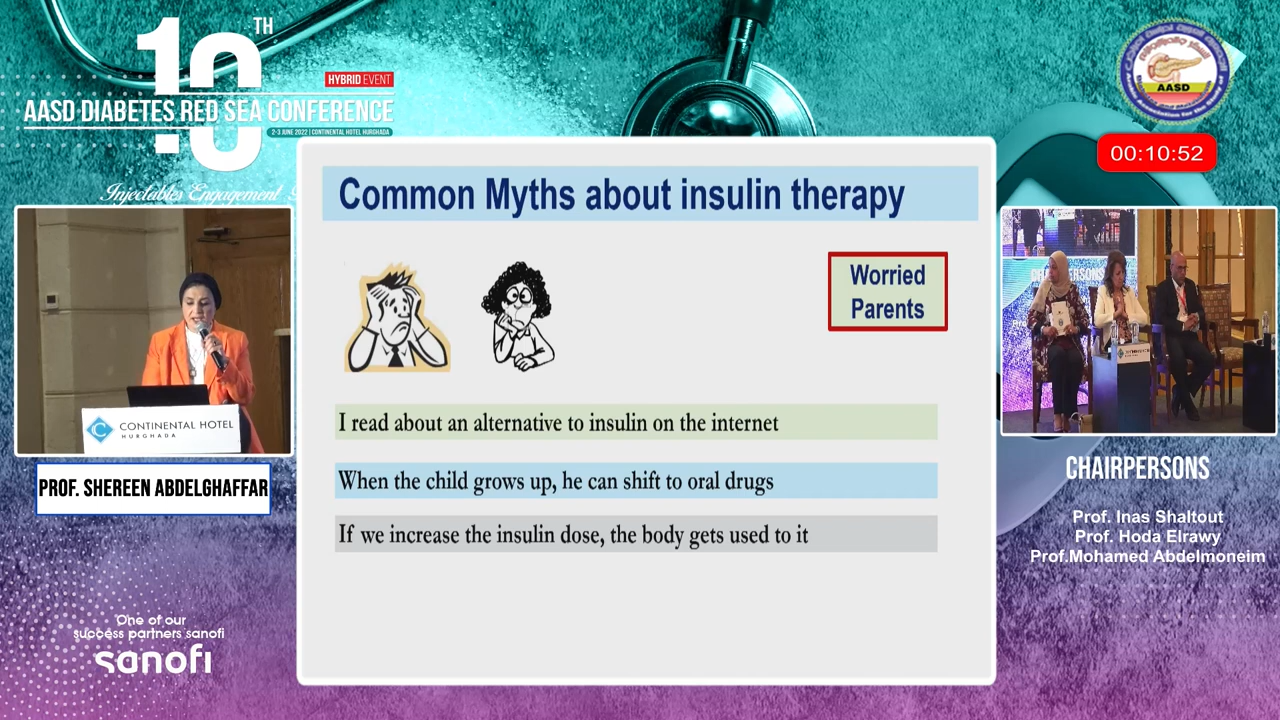 10TH
HYBRID EVENT
AASD DIABETES RED SEA CONFERENCE
2-3 JUNE 2022 | CONTINENTAL HOTEL HURGHADA
Injectables Engagement
AASD
00:10:52
Common Myths about insulin therapy
Worried
Parents
I read about an alternative to insulin on the internet
When the child grows up, he can shift to oral drugs
If we increase the insulin dose, the body gets used to it
CONTINENTAL HOTEL
HURGHADA
PROF. SHEREEN ABDELGHAFFAR
One of our
success partners sanofi
sanofi
CHAIRPERSONS
Prof. Inas Shaltout
Prof. Hoda Elrawy
Prof.Mohamed Abdelmoneim